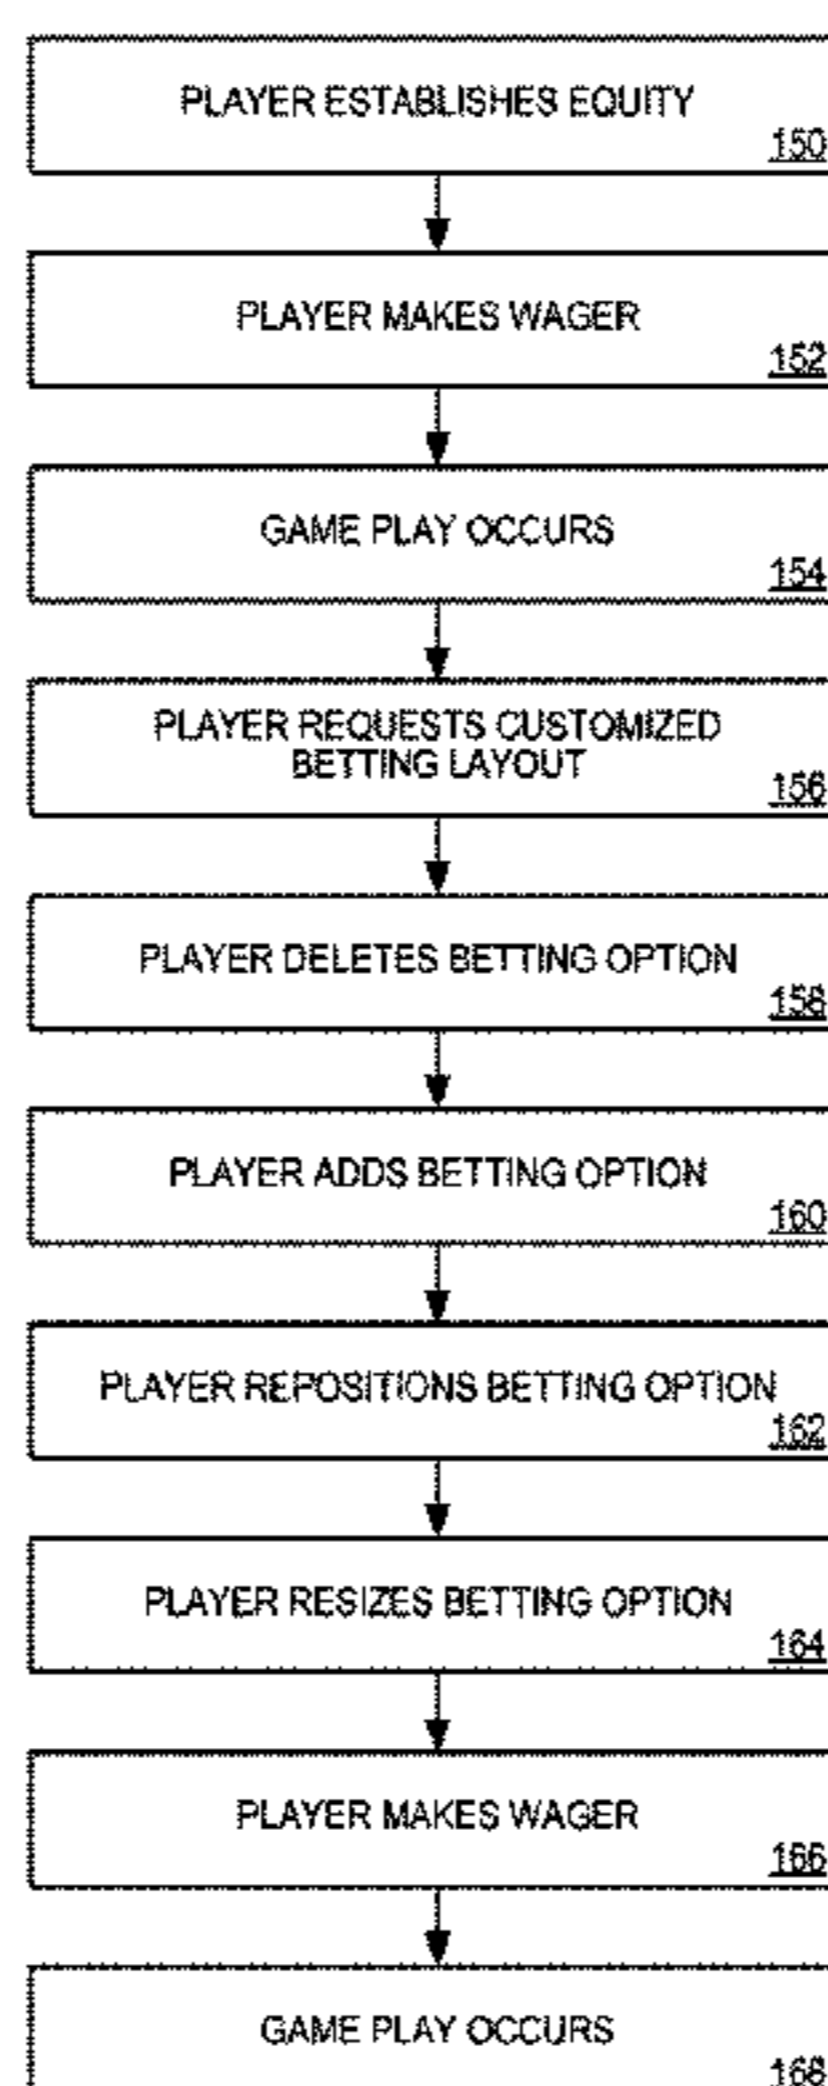 PLAYER ESTABLISHES EQUITY
150
PLAYER MAKES WAGER
152
GAME PLAY OCCURS
154
PLAYER REQUESTS CUSTOMIZED
BETTING LAYOUT
156
PLAYER DELETES BETTING OPTION
158
PLAYER ADDS BETTING OPTION
160
PLAYER REPOSITIONS BETTING OPTION
162
PLAYER RESIZES BETTING OPTION
164
PLAYER MAKES WAGER
166
GAME PLAY OCCURS
168